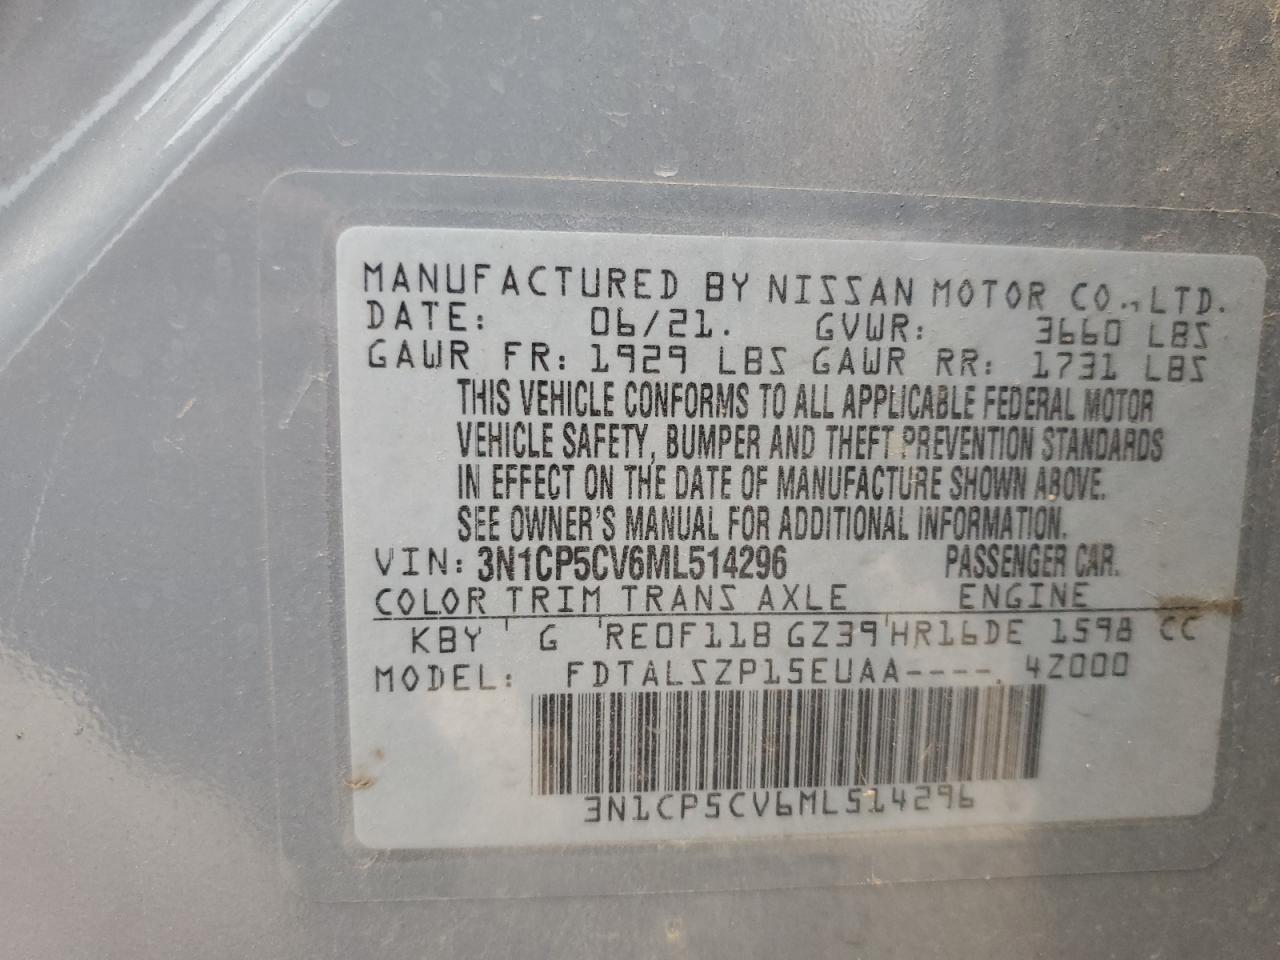 MANUFACTURED BY NISSAN MOTOR CO., LTD.
DATE: 06/21. GVWR: 3660 LBS
GAWR FR: 1929 LBS GAWR RR: 1731 LBS
THIS VEHICLE CONFORMS TO ALL APPLICABLE FEDERAL MOTOR
VEHICLE SAFETY, BUMPER AND THEFT PREVENTION STANDARDS
IN EFFECT ON THE DATE OF MANUFACTURE SHOWN ABOVE.
SEE OWNER'S MANUAL FOR ADDITIONAL INFORMATION.
VIN: 3N1CP5CV6ML514296 PASSENGER CAR.
COLOR TRIM TRANS AXLE ENGINE
KBY ' G 'RE0F11B GZ39'HR16DE 1598 CC
MODEL: FDTALSZP15EUAA----. 4Z000
3N1CP5CV6ML514296